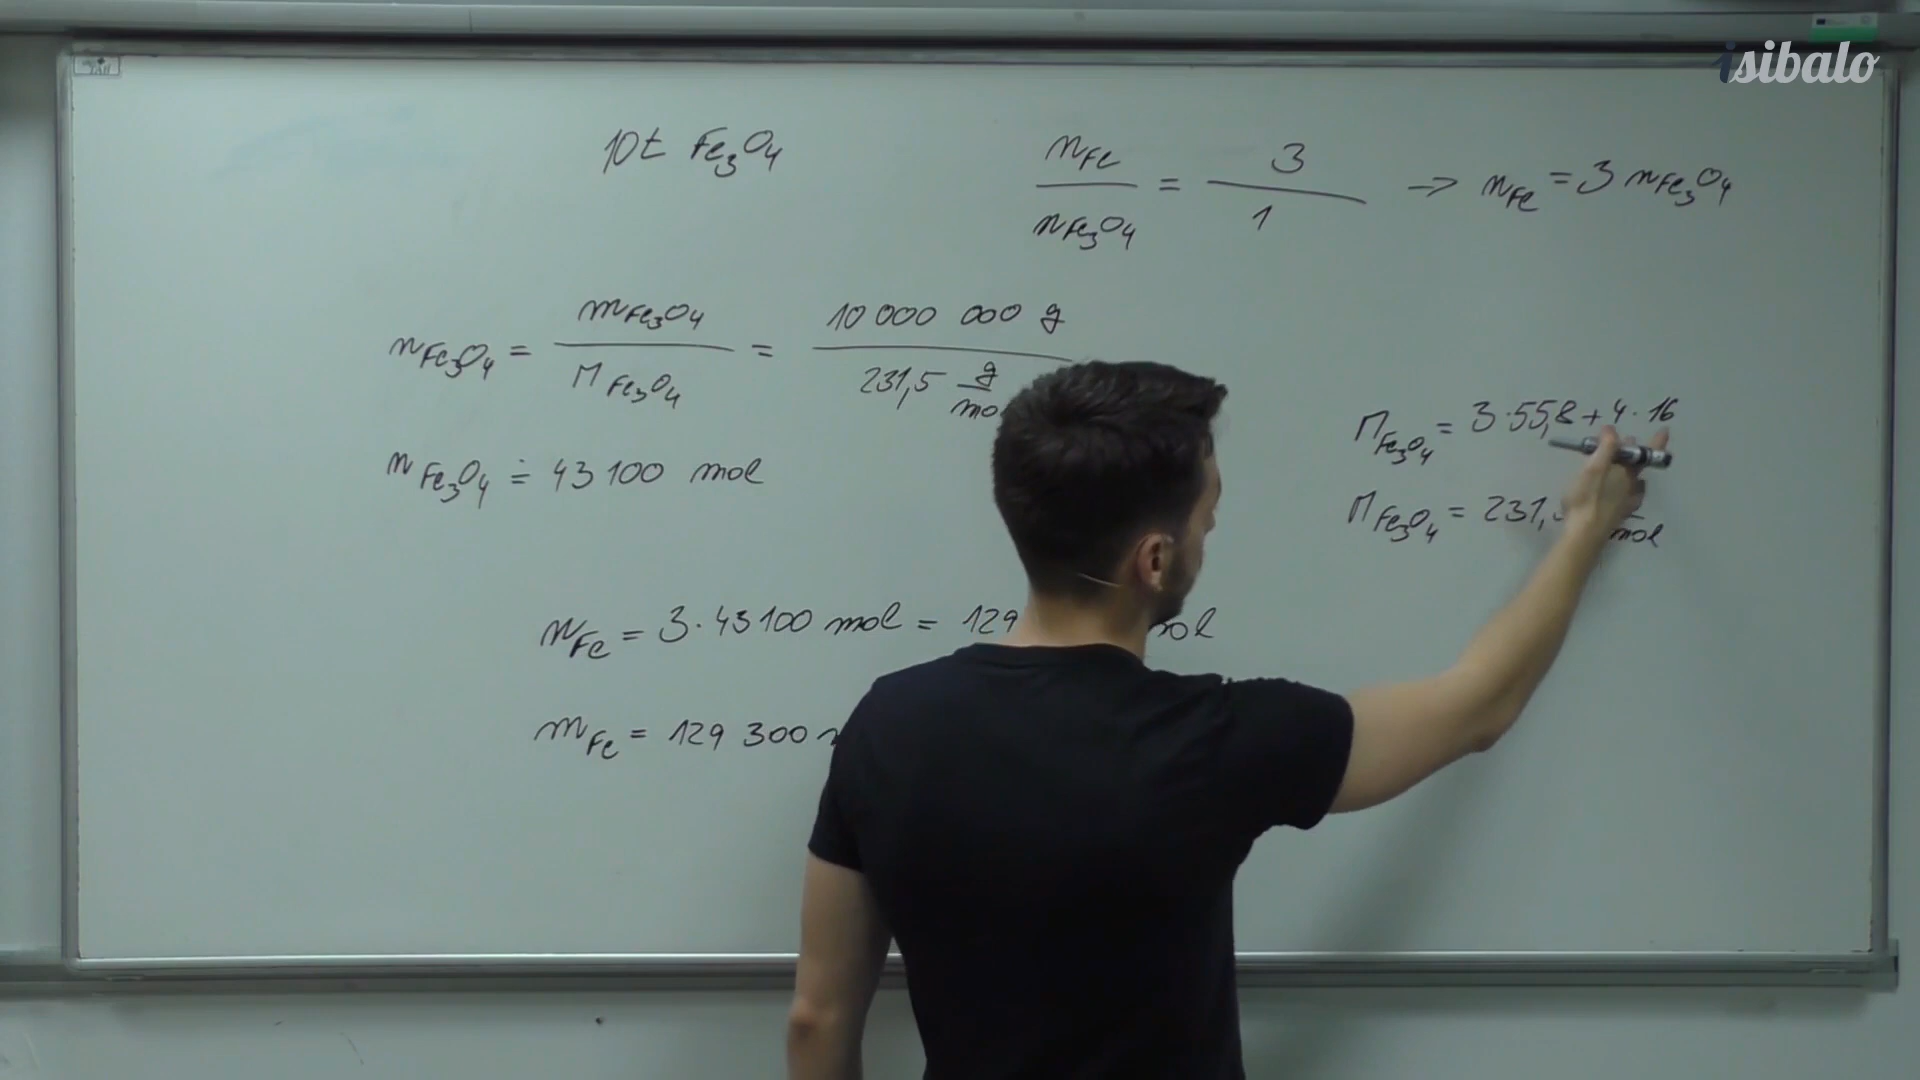 isibalo
10t Fe3O4
nFe / nFe3O4 = 3 / 1 → nFe = 3 nFe3O4
nFe3O4 = mFe3O4 / MFe3O4 = 10 000 000 g / 231,5 g
nFe3O4 ≐ 43 100 mol
MFe3O4 = 3·55,8 + 4·16
MFe3O4 = 231, mol
nFe = 3·43 100 mol = 129
mFe = 129 300